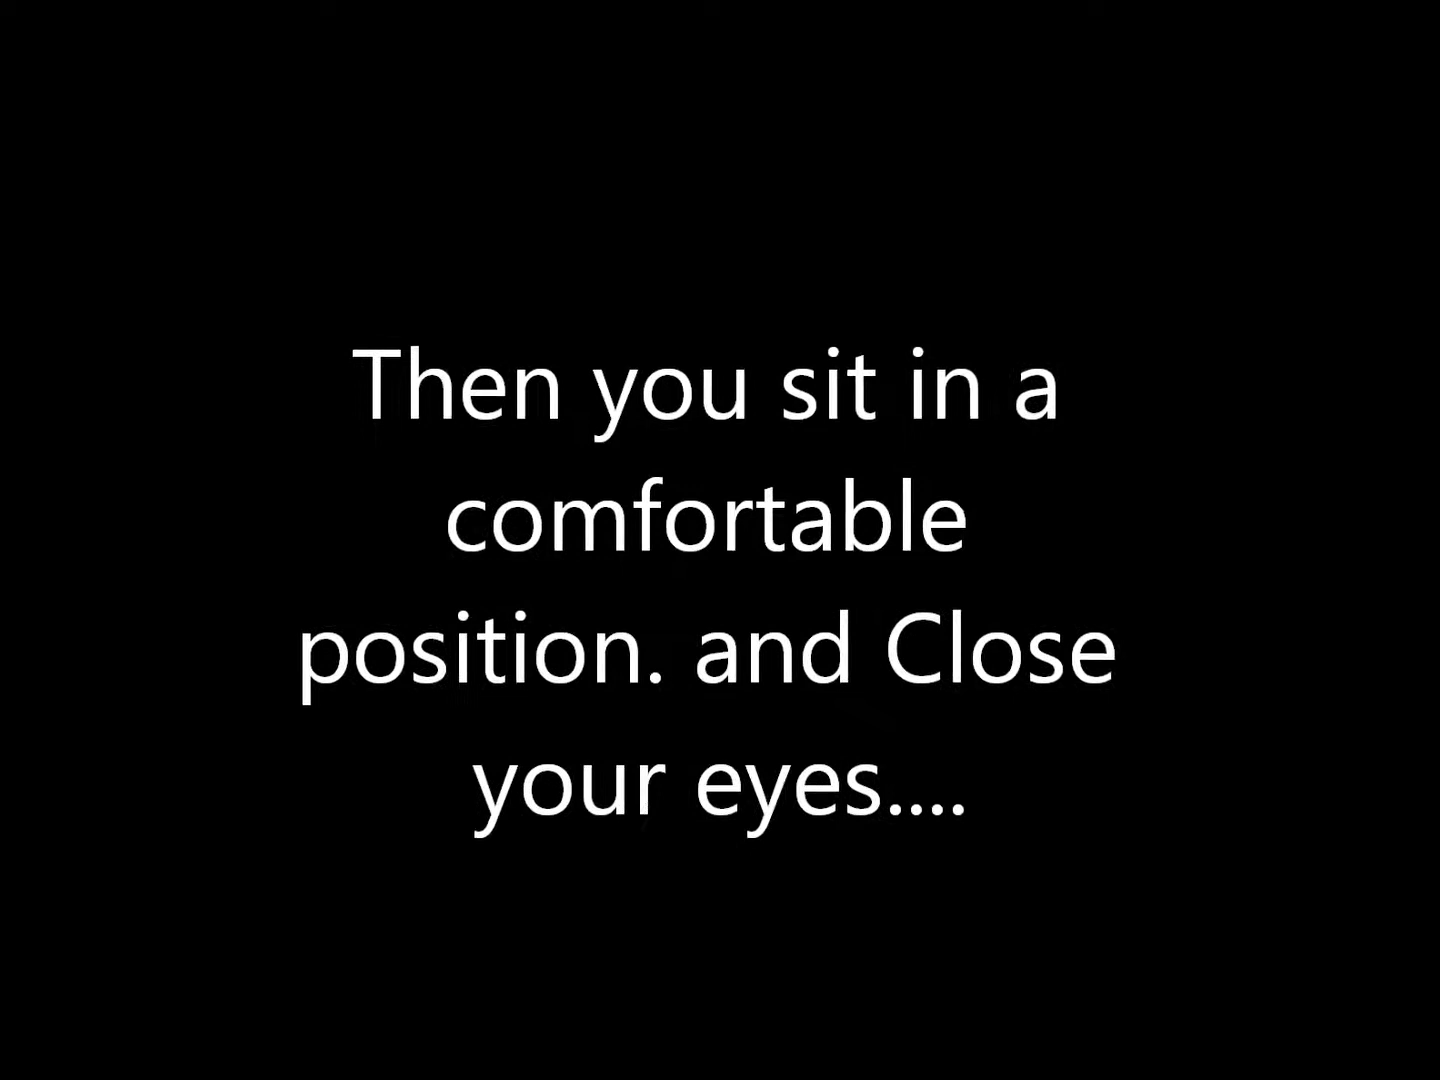 Then you sit in a
comfortable
position. and Close
your eyes....